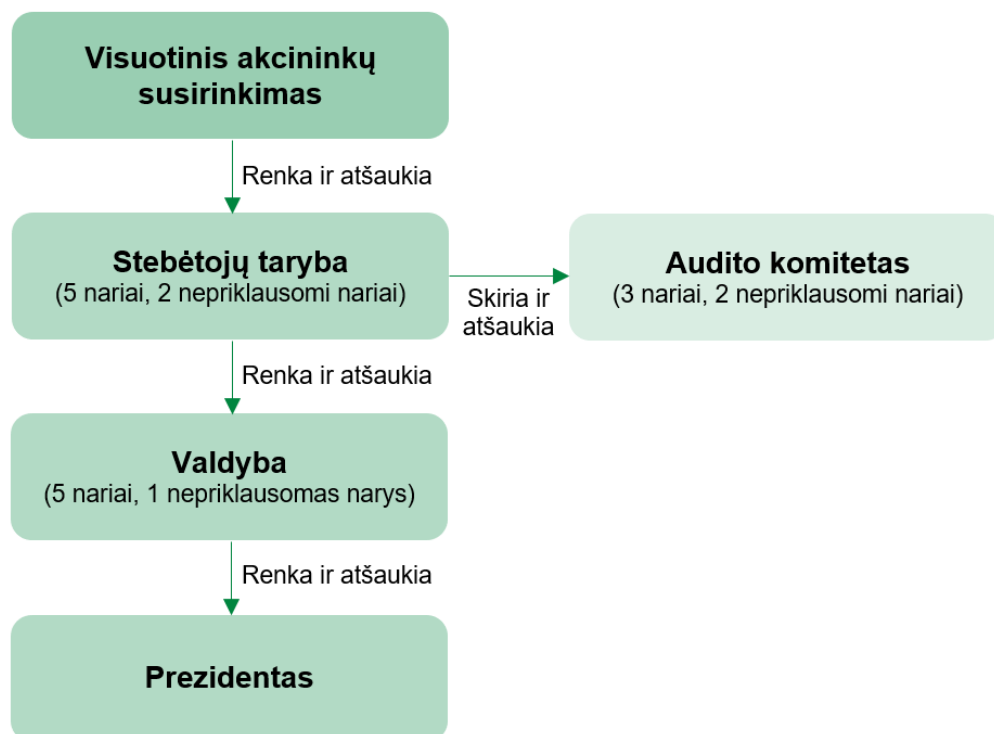 Visuotinis akcininkų
susirinkimas
Renka ir atšaukia
Stebėtojų taryba
(5 nariai, 2 nepriklausomi nariai)
Skiria ir
atšaukia
Audito komitetas
(3 nariai, 2 nepriklausomi nariai)
Renka ir atšaukia
Valdyba
(5 nariai, 1 nepriklausomas narys)
Renka ir atšaukia
Prezidentas